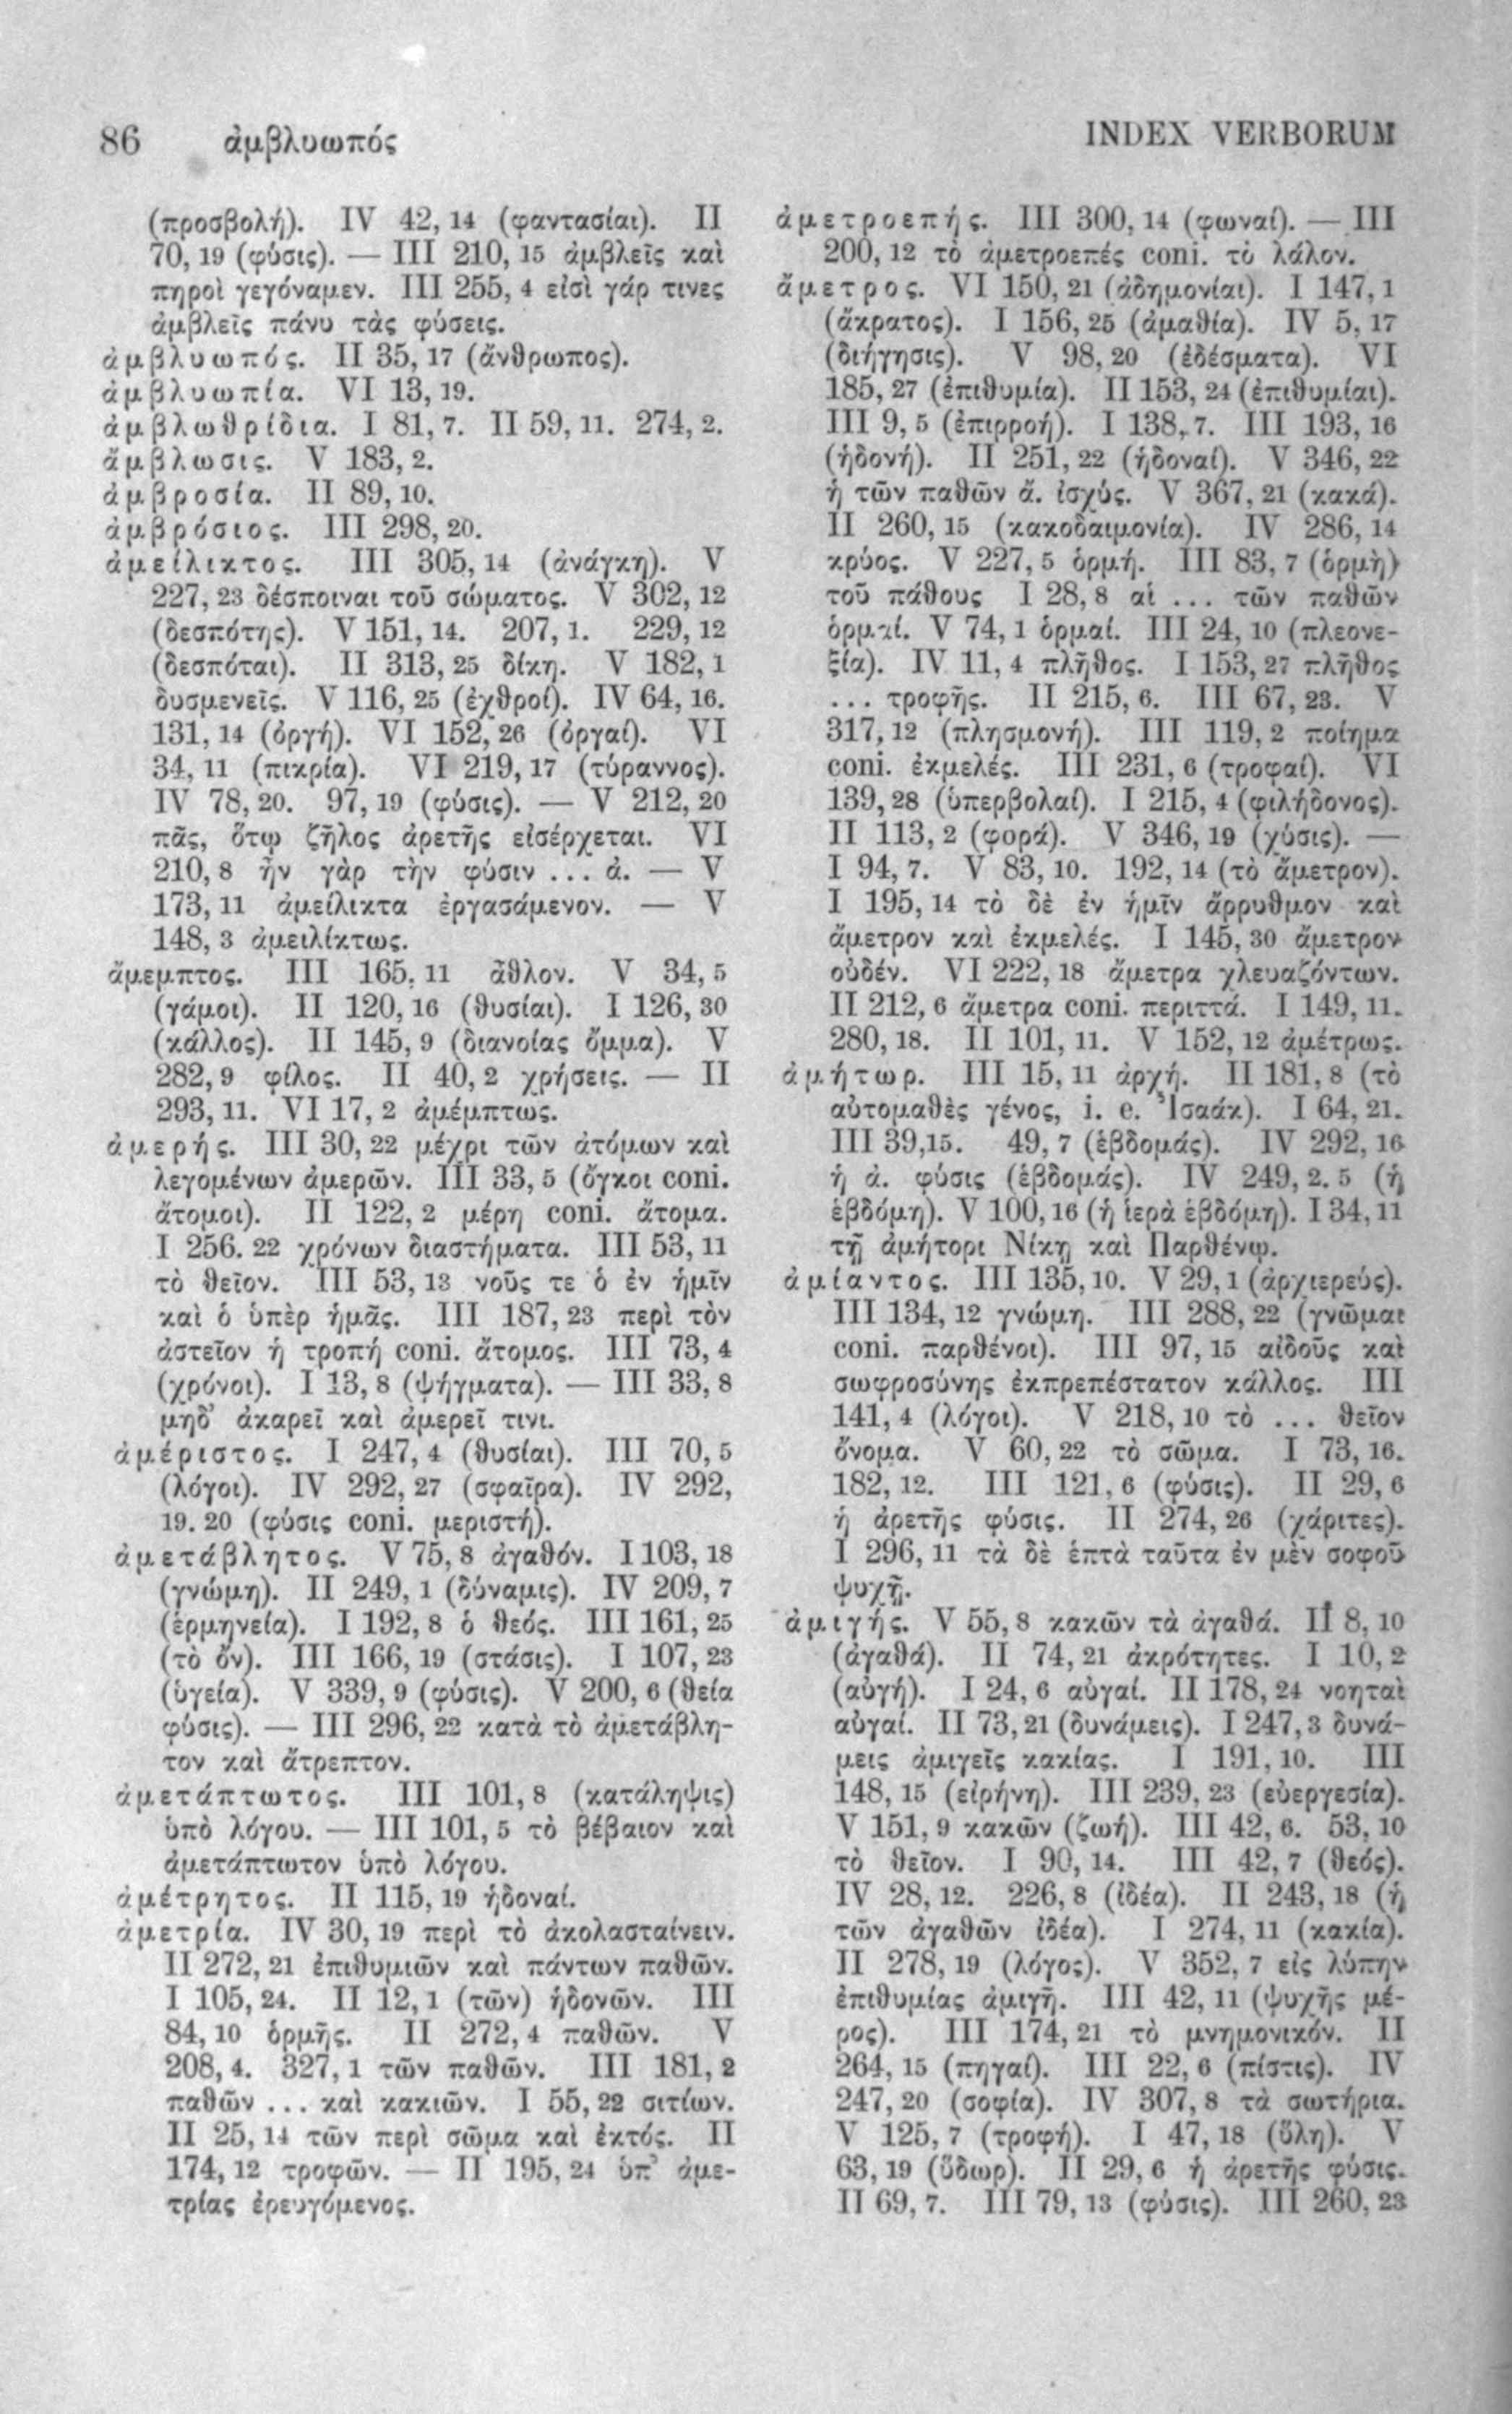 86 ἀμβλυωπός INDEX VERBORUM
(προσβολή). IV 42, 14 (φαντασίαι). II
70, 19 (φύσις). — III 210, 15 ἀμβλεῖς καὶ
πηροὶ γεγόναμεν. III 255, 4 εἰσὶ γάρ τινες
ἀμβλεῖς πάνυ τὰς φύσεις.
ἀμβλυωπός. II 35, 17 (ἄνθρωπος).
ἀμβλυωπία. VI 13, 19.
ἀμβλωθρίδια. I 81, 7. II 59, 11. 274, 2.
ἄμβλωσις. V 183, 2.
ἀμβροσία. II 89, 10.
ἀμβρόσιος. III 298, 20.
ἀμείλικτος. III 305, 14 (ἀνάγκη). V
227, 23 δέσποιναι τοῦ σώματος. V 302, 12
(δεσπότης). V 151, 14. 207, 1. 229, 12
(δεσπόται). II 313, 25 δίκη. V 182, 1
δυσμενεῖς. V 116, 25 (ἐχθροί). IV 64, 16.
131, 14 (ὀργή). VI 152, 26 (ὀργαί). VI
34, 11 (πικρία). VI 219, 17 (τύραννος).
IV 78, 20. 97, 19 (φύσις). — V 212, 20
πᾶς, ὅτῳ ζῆλος ἀρετῆς εἰσέρχεται. VI
210, 8 ἦν γὰρ τὴν φύσιν ... ἀ. — V
173, 11 ἀμείλικτα ἐργασάμενον. — V
148, 3 ἀμειλίκτως.
ἄμεμπτος. III 165, 11 ἆθλον. V 34, 5
(γάμοι). II 120, 16 (θυσίαι). I 126, 30
(κάλλος). II 145, 9 (διανοίας ὄμμα). V
282, 9 φίλος. II 40, 2 χρήσεις. — II
293, 11. VI 17, 2 ἀμέμπτως.
ἀμερής. III 30, 22 μέχρι τῶν ἀτόμων καὶ
λεγομένων ἀμερῶν. III 33, 5 (ὄγκοι coni.
ἄτομοι). II 122, 2 μέρη coni. ἄτομα.
I 256. 22 χρόνων διαστήματα. III 53, 11
τὸ θεῖον. III 53, 13 νοῦς τε ὁ ἐν ἡμῖν
καὶ ὁ ὑπὲρ ἡμᾶς. III 187, 23 περὶ τὸν
ἀστεῖον ἡ τροπή coni. ἄτομος. III 73, 4
(χρόνοι). I 13, 8 (ψήγματα). — III 33, 8
μηδ’ ἀκαρεῖ καὶ ἀμερεῖ τινι.
ἀμέριστος. I 247, 4 (θυσίαι). III 70, 5
(λόγοι). IV 292, 27 (σφαῖρα). IV 292,
19. 20 (φύσις coni. μεριστή).
ἀμετάβλητος. V 75, 8 ἀγαθόν. I 103, 18
(γνώμη). II 249, 1 (δύναμις). IV 209, 7
(ἑρμηνεία). I 192, 8 ὁ θεός. III 161, 25
(τὸ ὄν). III 166, 19 (στάσις). I 107, 23
(ὑγεία). V 339, 9 (φύσις). V 200, 6 (θεία
φύσις). — III 296, 22 κατὰ τὸ ἀμετάβλη-
τον καὶ ἄτρεπτον.
ἀμετάπτωτος. III 101, 8 (κατάληψις)
ὑπὸ λόγου. — III 101, 5 τὸ βέβαιον καὶ
ἀμετάπτωτον ὑπὸ λόγου.
ἀμέτρητος. II 115, 19 ἡδοναί.
ἀμετρία. IV 30, 19 περὶ τὸ ἀκολασταίνειν.
II 272, 21 ἐπιθυμιῶν καὶ πάντων παθῶν.
I 105, 24. II 12, 1 (τῶν) ἡδονῶν. III
84, 10 ὁρμῆς. II 272, 4 παθῶν. V
208, 4. 327, 1 τῶν παθῶν. III 181, 2
παθῶν ... καὶ κακιῶν. I 55, 22 σιτίων.
II 25, 14 τῶν περὶ σῶμα καὶ ἐκτός. II
174, 12 τροφῶν. — II 195, 24 ὑπ’ ἀμε-
τρίας ἐρευγόμενος.
ἀμετροεπής. III 300, 14 (φωναί). — III
200, 12 τὸ ἀμετροεπές coni. τὸ λάλον.
ἄμετρος. VI 150, 21 (ἀδημονίαι). I 147, 1
(ἄκρατος). I 156, 25 (ἀμαθία). IV 5, 17
(διήγησις). V 98, 20 (ἐδέσματα). VI
185, 27 (ἐπιθυμία). II 153, 24 (ἐπιθυμίαι).
III 9, 5 (ἐπιρροή). I 138, 7. III 193, 16
(ἡδονή). II 251, 22 (ἡδοναί). V 346, 22
ἡ τῶν παθῶν ἄ. ἰσχύς. V 367, 21 (κακά).
II 260, 15 (κακοδαιμονία). IV 286, 14
κρύος. V 227, 5 ὁρμή. III 83, 7 (ὁρμὴ)
τοῦ πάθους I 28, 8 αἱ ... τῶν παθῶν
ὁρμαί. V 74, 1 ὁρμαί. III 24, 10 (πλεονε-
ξία). IV 11, 4 πλῆθος. I 153, 27 πλῆθος
... τροφῆς. II 215, 6. III 67, 23. V
317, 12 (πλησμονή). III 119, 2 ποίημα
coni. ἐκμελές. III 231, 6 (τροφαί). VI
139, 28 (ὑπερβολαί). I 215, 4 (φιλήδονος).
II 113, 2 (φορά). V 346, 19 (χύσις). —
I 94, 7. V 83, 10. 192, 14 (τὸ ἄμετρον).
I 195, 14 τὸ δὲ ἐν ἡμῖν ἄρρυθμον καὶ
ἄμετρον καὶ ἐκμελές. I 145, 30 ἄμετρον
οὐδέν. VI 222, 18 ἄμετρα χλευαζόντων.
II 212, 6 ἄμετρα coni. περιττά. I 149, 11.
280, 18. II 101, 11. V 152, 12 ἀμέτρως.
ἀμήτωρ. III 15, 11 ἀρχή. II 181, 8 (τὸ
αὐτομαθὲς γένος, i. e. Ἰσαάκ). I 64, 21.
III 39,15. 49, 7 (ἑβδομάς). IV 292, 16
ἡ ἀ. φύσις (ἑβδομάς). IV 249, 2. 5 (ἡ
ἑβδόμη). V 100, 16 (ἡ ἱερὰ ἑβδόμη). I 34, 11
τῇ ἀμήτορι Νίκῃ καὶ Παρθένῳ.
ἀμίαντος. III 135, 10. V 29, 1 (ἀρχιερεύς).
III 134, 12 γνώμη. III 288, 22 (γνῶμαι
coni. παρθένοι). III 97, 15 αἰδοῦς καὶ
σωφροσύνης ἐκπρεπέστατον κάλλος. III
141, 4 (λόγοι). V 218, 10 τὸ ... θεῖον
ὄνομα. V 60, 22 τὸ σῶμα. I 73, 16.
182, 12. III 121, 6 (φύσις). II 29, 6
ἡ ἀρετῆς φύσις. II 274, 26 (χάριτες).
I 296, 11 τὰ δὲ ἑπτὰ ταῦτα ἐν μὲν σοφοῦ
ψυχῇ.
ἀμιγής. V 55, 8 κακῶν τὰ ἀγαθά. II 8, 10
(ἀγαθά). II 74, 21 ἀκρότητες. I 10, 2
(αὐγή). I 24, 6 αὐγαί. II 178, 24 νοηταὶ
αὐγαί. II 73, 21 (δυνάμεις). I 247, 3 δυνά-
μεις ἀμιγεῖς κακίας. I 191, 10. III
148, 15 (εἰρήνη). III 239, 23 (εὐεργεσία).
V 151, 9 κακῶν (ζωή). III 42, 6. 53, 10
τὸ θεῖον. I 90, 14. III 42, 7 (θεός).
IV 28, 12. 226, 8 (ἰδέα). II 243, 18 (ἡ
τῶν ἀγαθῶν ἰδέα). I 274, 11 (κακία).
II 278, 19 (λόγος). V 352, 7 εἰς λύπην
ἐπιθυμίας ἀμιγῆ. III 42, 11 (ψυχῆς μέ-
ρος). III 174, 21 τὸ μνημονικόν. II
264, 15 (πηγαί). III 22, 6 (πίστις). IV
247, 20 (σοφία). IV 307, 8 τὰ σωτήρια.
V 125, 7 (τροφή). I 47, 18 (ὕλη). V
63, 19 (ὕδωρ). II 29, 6 ἡ ἀρετῆς φύσις.
II 69, 7. III 79, 13 (φύσις). III 260, 23